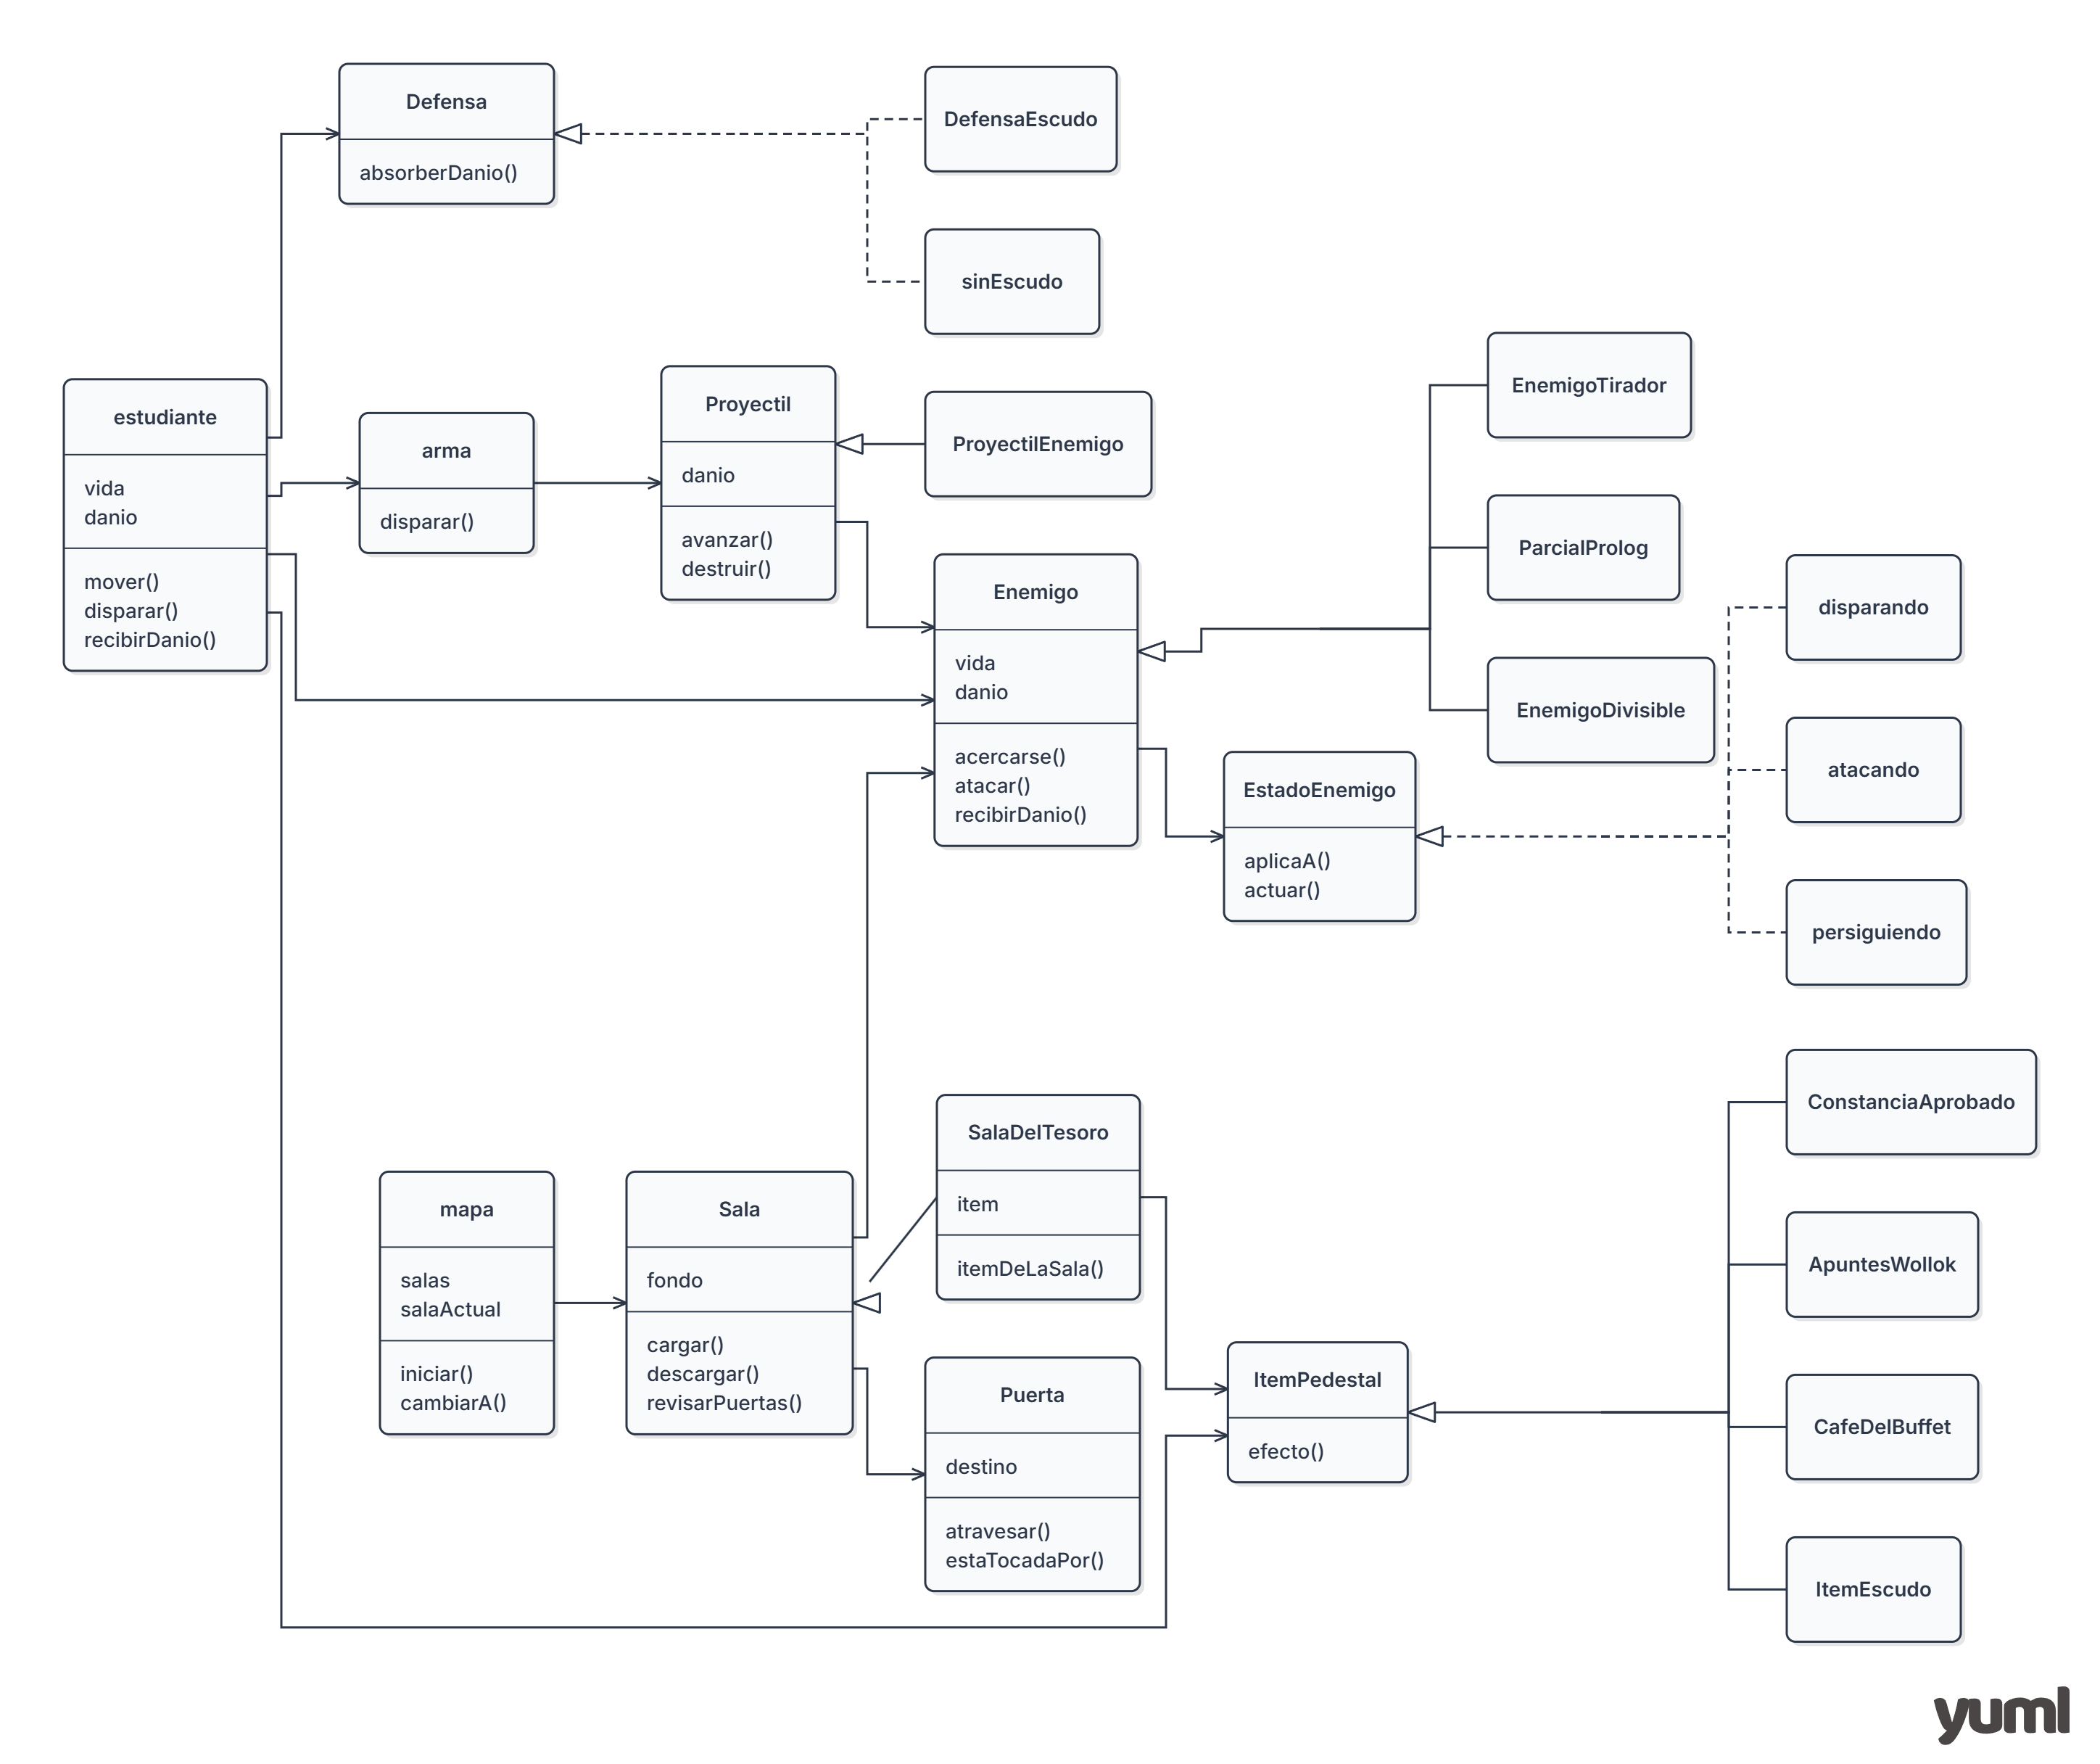 Defensa
absorberDanio()
DefensaEscudo
sinEscudo
estudiante
vida
danio
mover()
disparar()
recibirDanio()
arma
disparar()
Proyectil
danio
avanzar()
destruir()
ProyectilEnemigo
Enemigo
vida
danio
acercarse()
atacar()
recibirDanio()
EnemigoTirador
ParcialProlog
EnemigoDivisible
EstadoEnemigo
aplicaA()
actuar()
disparando
atacando
persiguiendo
mapa
salas
salaActual
iniciar()
cambiarA()
Sala
fondo
cargar()
descargar()
revisarPuertas()
SalaDelTesoro
item
itemDeLaSala()
Puerta
destino
atravesar()
estaTocadaPor()
ItemPedestal
efecto()
ConstanciaAprobado
ApuntesWollok
CafeDelBuffet
ItemEscudo
yuml